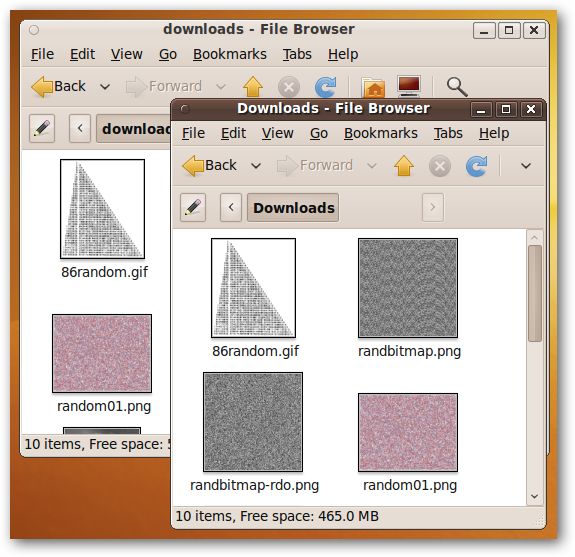 downloads - File Browser
File Edit View Go Bookmarks Tabs Help
Back Forward
download
86random.gif
random01.png
10 items, Free space: 5
Downloads - File Browser
File Edit View Go Bookmarks Tabs Help
Back Forward
Downloads
86random.gif
randbitmap.png
randbitmap-rdo.png
random01.png
10 items, Free space: 465.0 MB